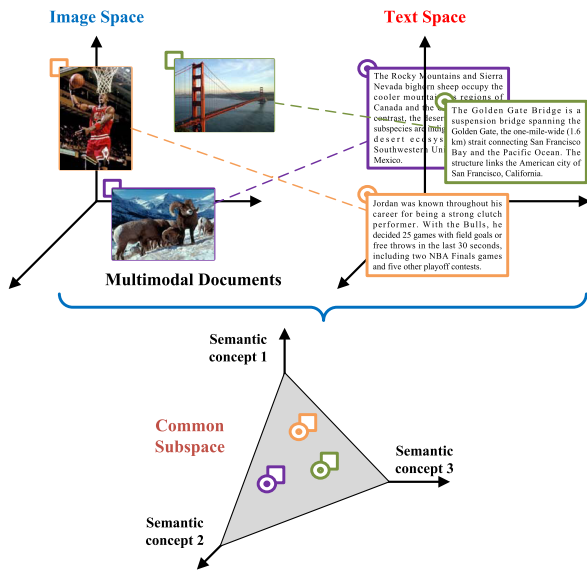 Image Space
Text Space
The Rocky Mountains and Sierra
Nevada bighorn sheep occupy the
cooler regions of
Canada and the
contrast, the
subspecies are
desert
Southwestern
Mexico.
The Golden Gate Bridge is a
suspension bridge spanning the
Golden Gate, the one-mile-wide (1.6
km) strait connecting San Francisco
Bay and the Pacific Ocean. The
structure links the American city of
San Francisco, California.
Jordan was known throughout his
career for being a strong clutch
performer. With the Bulls, he
decided 25 games with field goals or
free throws in the last 30 seconds,
including two NBA Finals games
and five other playoff contests.
Multimodal Documents
Semantic
concept 1
Common
Subspace
Semantic
concept 3
Semantic
concept 2